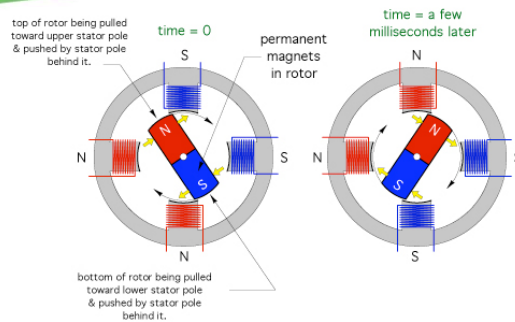 top of rotor being pulled
toward upper stator pole
& pushed by stator pole
behind it.
time = 0
permanent
magnets
in rotor
time = a few
milliseconds later
S
N
N
S
S
N
bottom of rotor being pulled
toward lower stator pole
& pushed by stator pole
behind it.
N
N
N
S
S
S